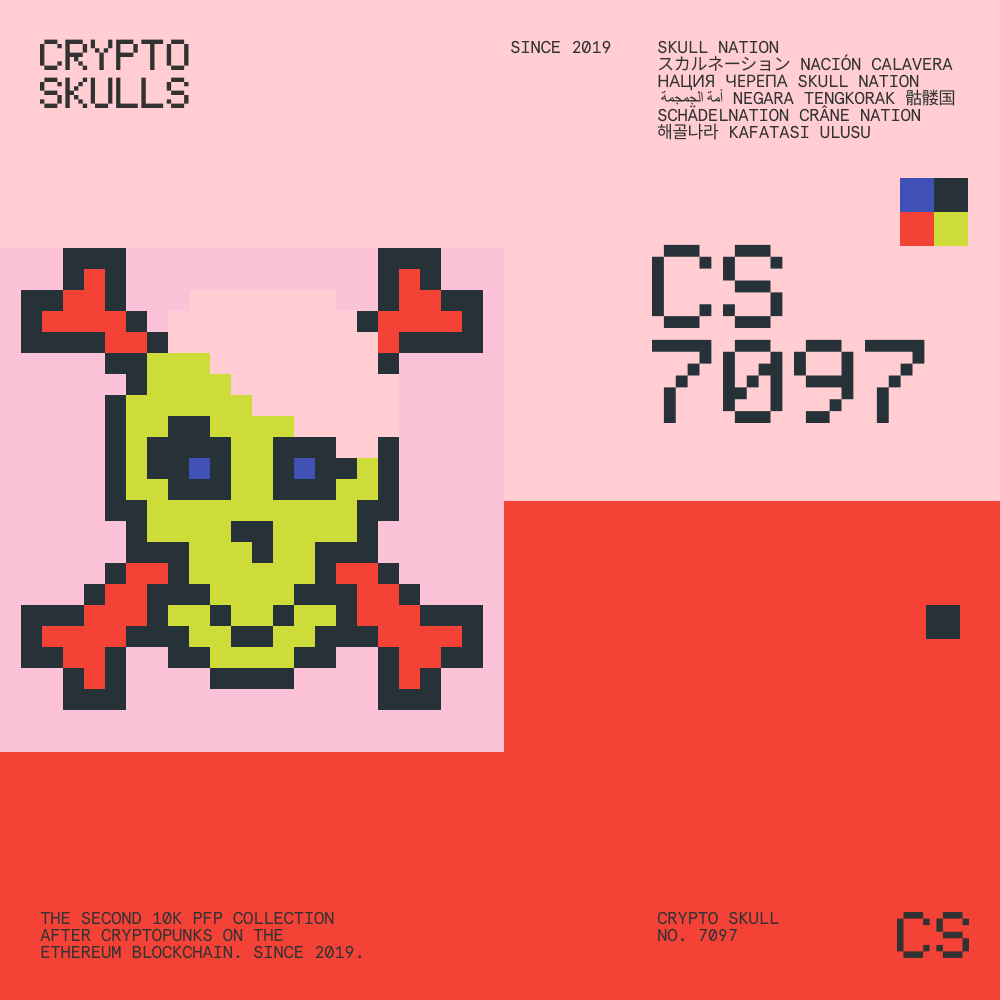 CRYPTO
SKULLS
SINCE 2019
SKULL NATION
スカルネーション NACIÓN CALAVERA
НАЦИЯ ЧЕРЕПА SKULL NATION
أمة الجمجمة NEGARA TENGKORAK 骷髅国
SCHÄDELNATION CRÂNE NATION
해골나라 KAFATASI ULUSU
CS
7097
THE SECOND 10K PFP COLLECTION
AFTER CRYPTOPUNKS ON THE
ETHEREUM BLOCKCHAIN. SINCE 2019.
CRYPTO SKULL
NO. 7097
CS